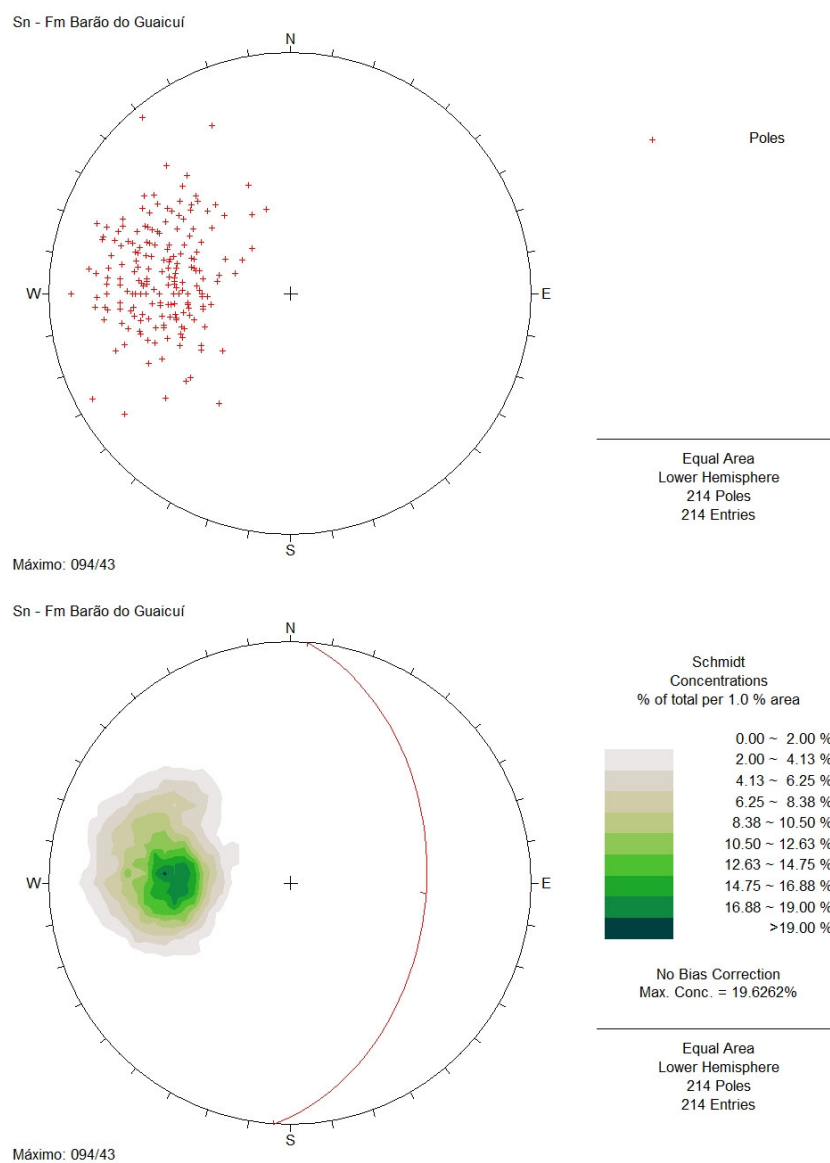 Sn - Fm Barão do Guaicuí
N
Poles
W
E
S
Equal Area
Lower Hemisphere
214 Poles
214 Entries
Máximo: 094/43
Sn - Fm Barão do Guaicuí
N
Schmidt
Concentrations
% of total per 1.0 % area
0.00 ~ 2.00 %
2.00 ~ 4.13 %
4.13 ~ 6.25 %
6.25 ~ 8.38 %
8.38 ~ 10.50 %
10.50 ~ 12.63 %
12.63 ~ 14.75 %
14.75 ~ 16.88 %
16.88 ~ 19.00 %
>19.00 %
W
E
No Bias Correction
Max. Conc. = 19.6262%
Equal Area
Lower Hemisphere
214 Poles
214 Entries
S
Máximo: 094/43